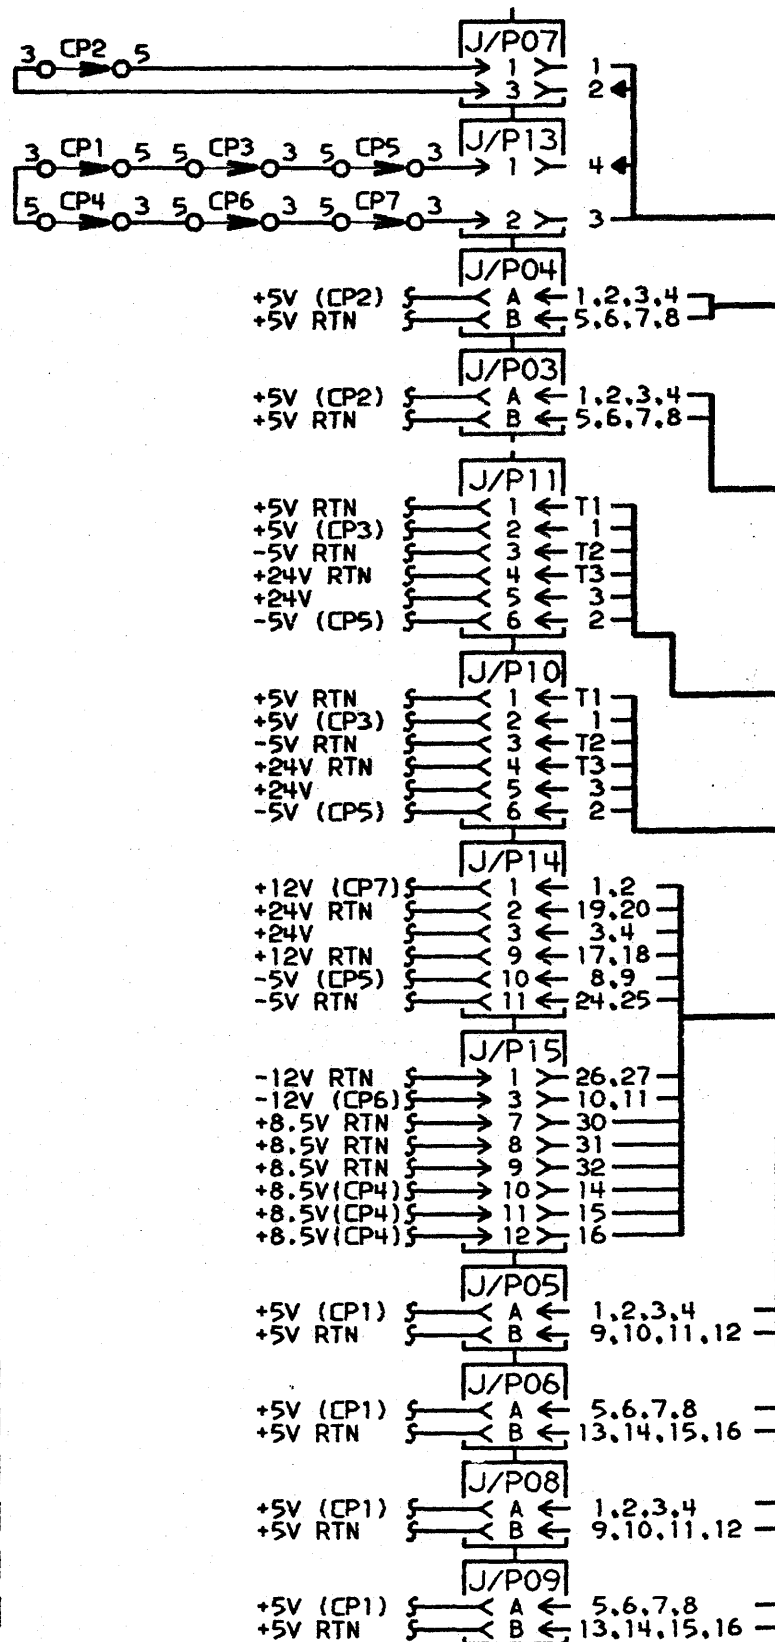 J/P07
3 CP2 5 1 1
3 2
J/P13
3 CP1 5 5 CP3 3 5 CP5 3 1 4
5 CP4 3 5 CP6 3 5 CP7 3 2 3
J/P04
+5V (CP2) A 1,2,3,4
+5V RTN B 5,6,7,8
J/P03
+5V (CP2) A 1,2,3,4
+5V RTN B 5,6,7,8
J/P11
+5V RTN 1 T1
+5V (CP3) 2 1
-5V RTN 3 T2
+24V RTN 4 T3
+24V 5 3
-5V (CP5) 6 2
J/P10
+5V RTN 1 T1
+5V (CP3) 2 1
-5V RTN 3 T2
+24V RTN 4 T3
+24V 5 3
-5V (CP5) 6 2
J/P14
+12V (CP7) 1 1,2
+24V RTN 2 19,20
+24V 3 3,4
+12V RTN 9 17,18
-5V (CP5) 10 8,9
-5V RTN 11 24,25
J/P15
-12V RTN 1 26,27
-12V (CP6) 3 10,11
+8.5V RTN 7 30
+8.5V RTN 8 31
+8.5V RTN 9 32
+8.5V(CP4) 10 14
+8.5V(CP4) 11 15
+8.5V(CP4) 12 16
J/P05
+5V (CP1) A 1,2,3,4
+5V RTN B 9,10,11,12
J/P06
+5V (CP1) A 5,6,7,8
+5V RTN B 13,14,15,16
J/P08
+5V (CP1) A 1,2,3,4
+5V RTN B 9,10,11,12
J/P09
+5V (CP1) A 5,6,7,8
+5V RTN B 13,14,15,16